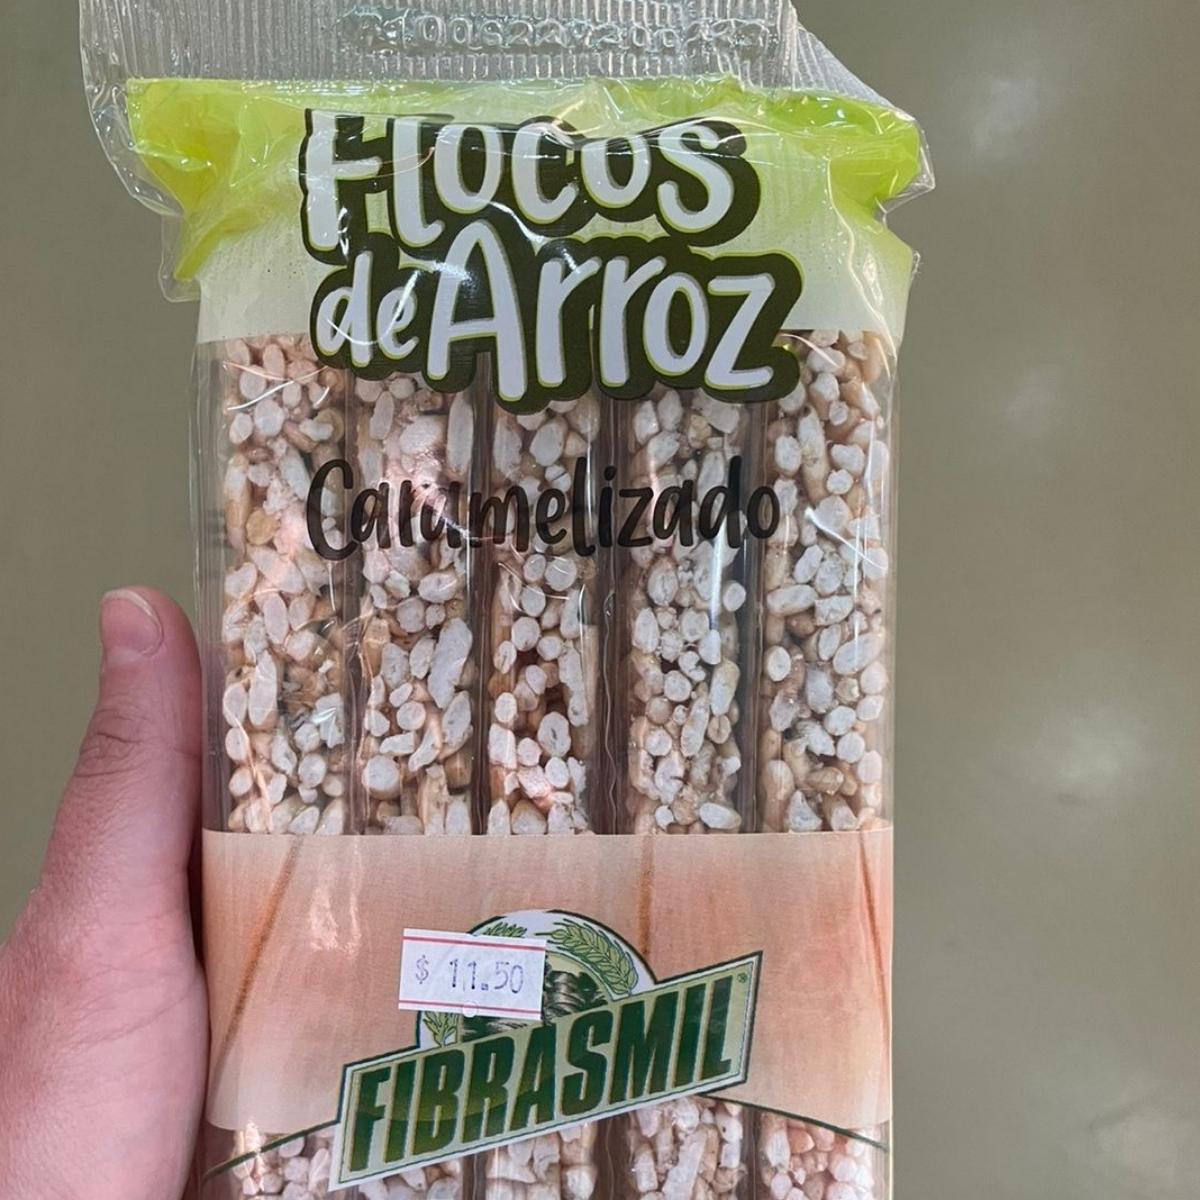 Flocos
de Arroz
Caramelizado
$ 11.50
FIBRASMIL®